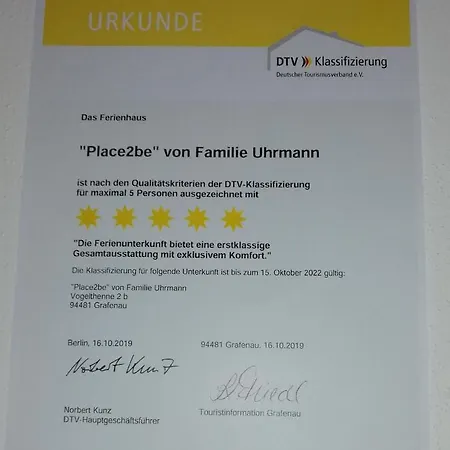 URKUNDE
DTV Klassifizierung
Deutscher Tourismusverband e.V.
Das Ferienhaus
"Place2be" von Familie Uhrmann
ist nach den Qualitätskriterien der DTV-Klassifizierung
für maximal 5 Personen ausgezeichnet mit
"Die Ferienunterkunft bietet eine erstklassige
Gesamtausstattung mit exklusivem Komfort."
Die Klassifizierung für folgende Unterkunft ist bis zum 15. Oktober 2022 gültig:
"Place2be" von Familie Uhrmann
Vogelthenne 2 b
94481 Grafenau
Berlin, 16.10.2019
94481 Grafenau, 16.10.2019
Norbert Kunz
Norbert Kunz
DTV-Hauptgeschäftsführer
Touristinformation Grafenau